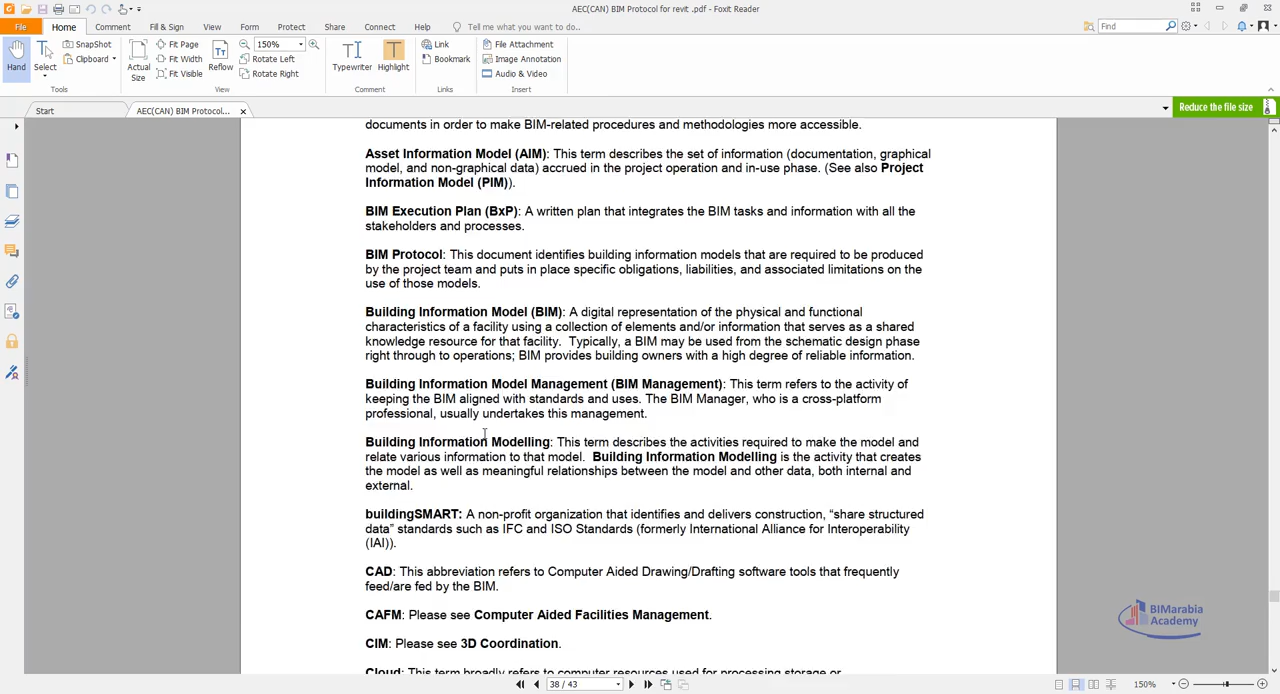 AEC(CAN) BIM Protocol for revit .pdf - Foxit Reader
File Home Comment Fill & Sign View Form Protect Share Connect Help Tell me what you want to do.. Find
Hand Select SnapShot Clipboard Actual Size Fit Page Fit Width Fit Visible Reflow 150% Rotate Left Rotate Right Typewriter Highlight Link Bookmark File Attachment Image Annotation Audio & Video
Tools View Comment Links Insert
Start AEC(CAN) BIM Protocol... Reduce the file size
documents in order to make BIM-related procedures and methodologies more accessible.
Asset Information Model (AIM): This term describes the set of information (documentation, graphical
model, and non-graphical data) accrued in the project operation and in-use phase. (See also Project
Information Model (PIM)).
BIM Execution Plan (BxP): A written plan that integrates the BIM tasks and information with all the
stakeholders and processes.
BIM Protocol: This document identifies building information models that are required to be produced
by the project team and puts in place specific obligations, liabilities, and associated limitations on the
use of those models.
Building Information Model (BIM): A digital representation of the physical and functional
characteristics of a facility using a collection of elements and/or information that serves as a shared
knowledge resource for that facility. Typically, a BIM may be used from the schematic design phase
right through to operations; BIM provides building owners with a high degree of reliable information.
Building Information Model Management (BIM Management): This term refers to the activity of
keeping the BIM aligned with standards and uses. The BIM Manager, who is a cross-platform
professional, usually undertakes this management.
Building Information Modelling: This term describes the activities required to make the model and
relate various information to that model. Building Information Modelling is the activity that creates
the model as well as meaningful relationships between the model and other data, both internal and
external.
buildingSMART: A non-profit organization that identifies and delivers construction, “share structured
data” standards such as IFC and ISO Standards (formerly International Alliance for Interoperability
(IAI)).
CAD: This abbreviation refers to Computer Aided Drawing/Drafting software tools that frequently
feed/are fed by the BIM.
CAFM: Please see Computer Aided Facilities Management.
CIM: Please see 3D Coordination.
Cloud: This term broadly refers to computer resources used for processing storage or
BIMarabia
Academy
38 / 43 150%